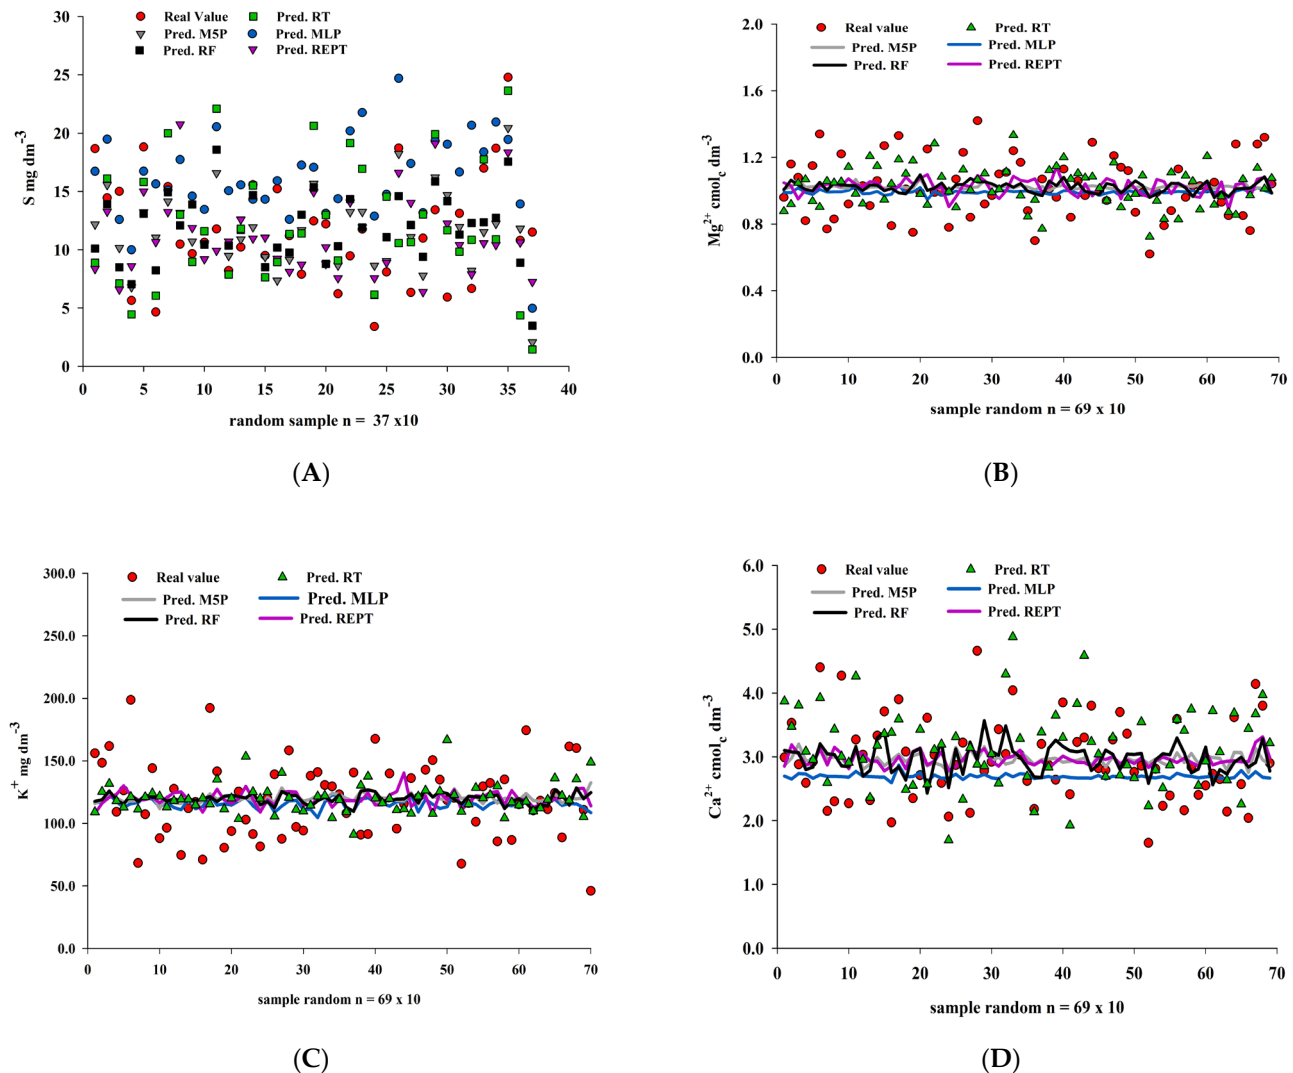 Real Value
Pred. RT
Pred. M5P
Pred. MLP
Pred. RF
Pred. REPT
S mg dm-3
30
25
20
15
10
5
0
0 5 10 15 20 25 30 35 40
random sample n = 37 x10
(A)
Real value
Pred. RT
Pred. M5P
Pred. MLP
Pred. RF
Pred. REPT
Mg2+ cmolc dm-3
2.0
1.6
1.2
0.8
0.4
0.0
0 10 20 30 40 50 60 70
sample random n = 69 x 10
(B)
Real value
Pred. RT
Pred. M5P
Pred. MLP
Pred. RF
Pred. REPT
K+ mg dm-3
300.0
250.0
200.0
150.0
100.0
50.0
0.0
0 10 20 30 40 50 60 70
sample random n = 69 x 10
(C)
Real value
Pred. RT
Pred. M5P
Pred. MLP
Pred. RF
Pred. REPT
Ca2+ cmolc dm-3
6.0
5.0
4.0
3.0
2.0
1.0
0.0
0 10 20 30 40 50 60 70
sample random n = 69 x 10
(D)